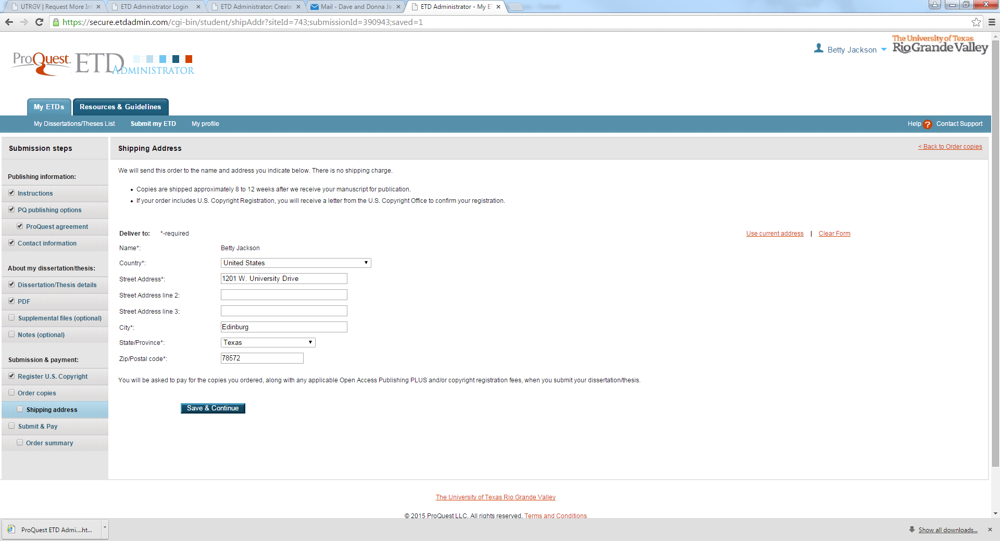 UTRGV | Request More In
ETD Administrator Login
ETD Administrator: Create
Mail - Dave and Donna Ja
ETD Administrator - My E
https://secure.etdadmin.com/cgi-bin/student/shipAddr?siteId=743;submissionId=390943;saved=1
ProQuest ETD ADMINISTRATOR
Betty Jackson
The University of Texas
Rio Grande Valley
My ETDs
Resources & Guidelines
My Dissertations/Theses List
Submit my ETD
My profile
Help ?
Contact Support
Submission steps
Publishing information:
Instructions
PQ publishing options
ProQuest agreement
Contact information
About my dissertation/thesis:
Dissertation/Thesis details
PDF
Supplemental files (optional)
Notes (optional)
Submission & payment:
Register U.S. Copyright
Order copies
Shipping address
Submit & Pay
Order summary
Shipping Address
< Back to Order copies
We will send this order to the name and address you indicate below. There is no shipping charge.
• Copies are shipped approximately 8 to 12 weeks after we receive your manuscript for publication.
• If your order includes U.S. Copyright Registration, you will receive a letter from the U.S. Copyright Office to confirm your registration.
Deliver to: *-required
Use current address | Clear Form
Name*: Betty Jackson
Country*: United States
Street Address*: 1201 W. University Drive
Street Address line 2:
Street Address line 3:
City*: Edinburg
State/Province*: Texas
Zip/Postal code*: 78572
You will be asked to pay for the copies you ordered, along with any applicable Open Access Publishing PLUS and/or copyright registration fees, when you submit your dissertation/thesis.
Save & Continue
The University of Texas Rio Grande Valley
© 2015 ProQuest LLC. All rights reserved. Terms and Conditions
ProQuest ETD Admi....ht...
Show all downloads...